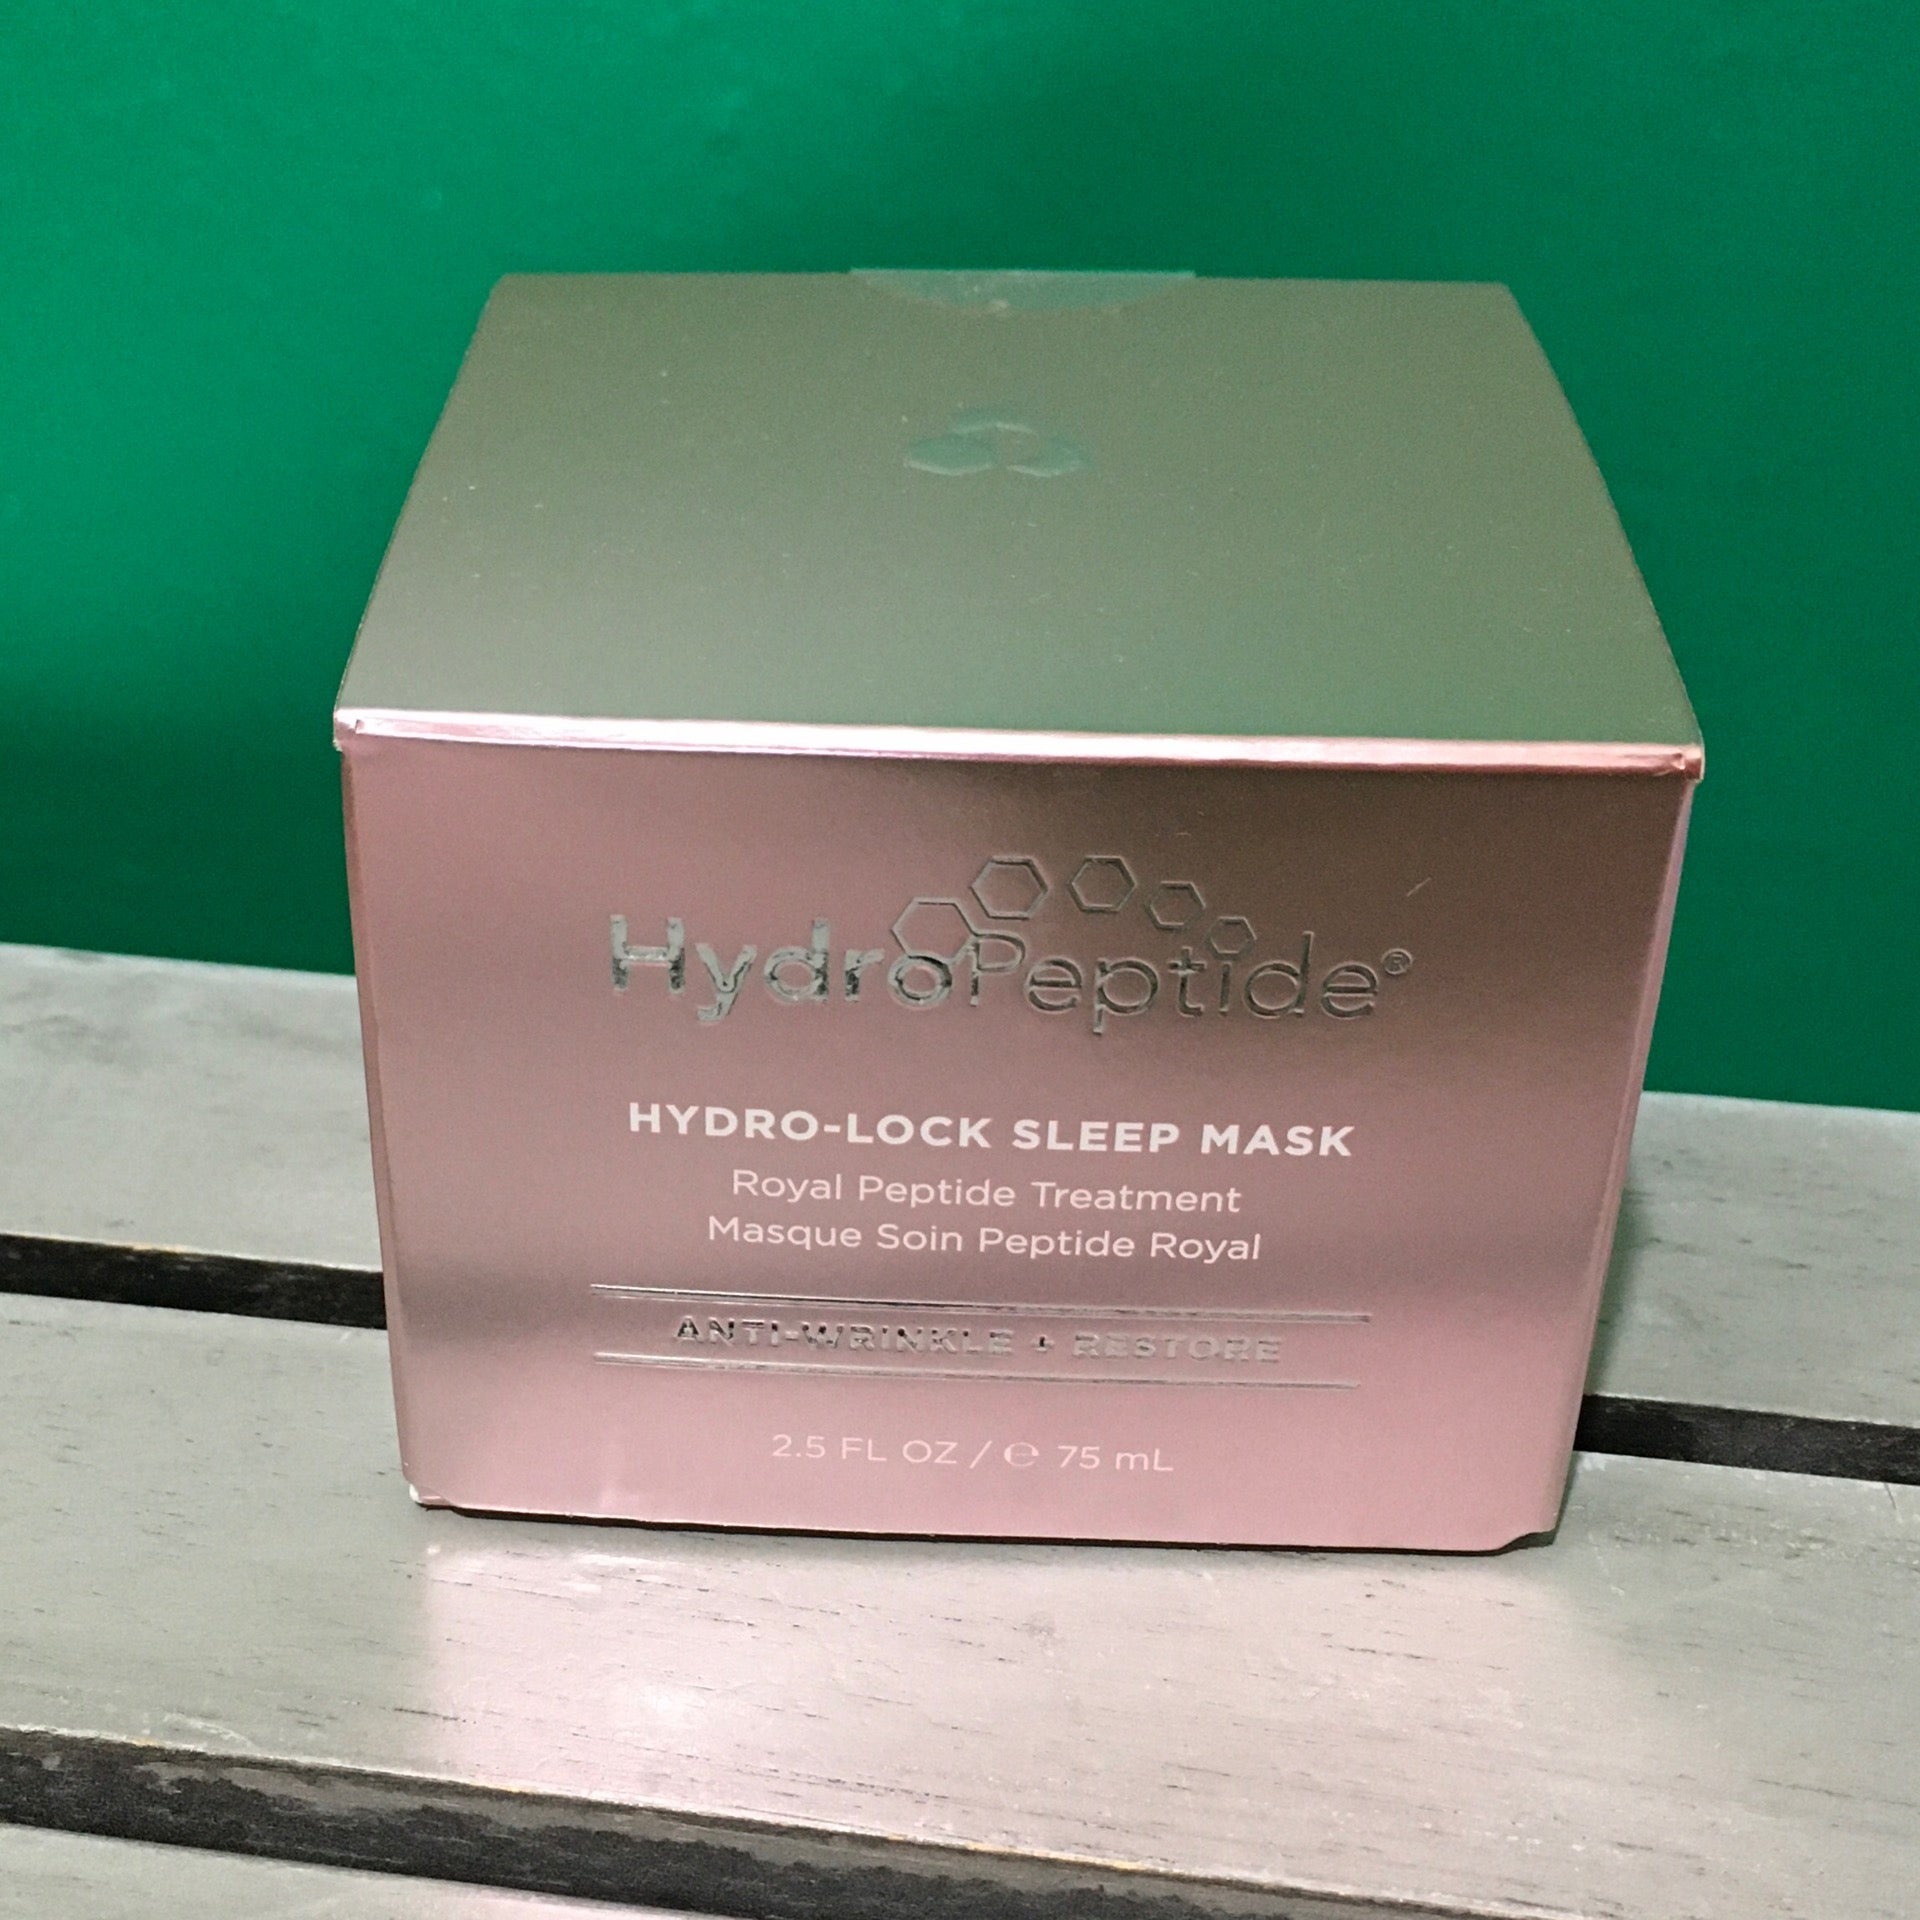 HydroPeptide®
HYDRO-LOCK SLEEP MASK
Royal Peptide Treatment
Masque Soin Peptide Royal
ANTI-WRINKLE + RESTORE
2.5 FL OZ / ℮ 75 mL